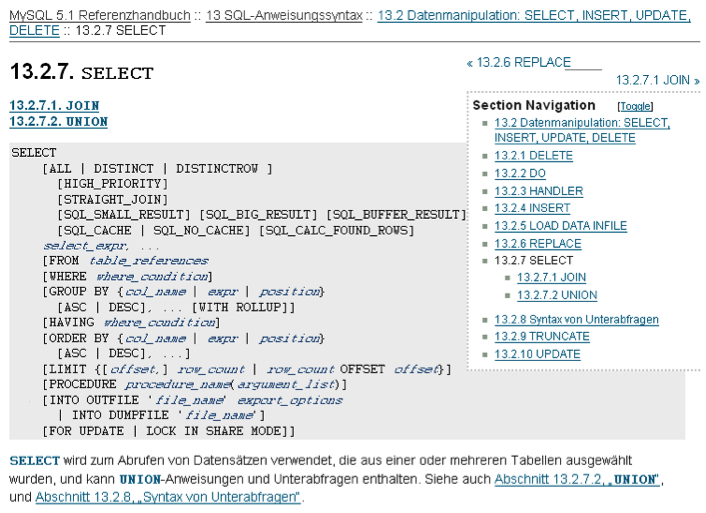 MySQL 5.1 Referenzhandbuch :: 13 SQL-Anweisungssyntax :: 13.2 Datenmanipulation: SELECT, INSERT, UPDATE,
DELETE :: 13.2.7 SELECT
« 13.2.6 REPLACE
13.2.7.1 JOIN »
13.2.7. SELECT
13.2.7.1. JOIN
13.2.7.2. UNION
Section Navigation [Toggle]
13.2 Datenmanipulation: SELECT,
INSERT, UPDATE, DELETE
13.2.1 DELETE
13.2.2 DO
13.2.3 HANDLER
13.2.4 INSERT
13.2.5 LOAD DATA INFILE
13.2.6 REPLACE
13.2.7 SELECT
13.2.7.1 JOIN
13.2.7.2 UNION
13.2.8 Syntax von Unterabfragen
13.2.9 TRUNCATE
13.2.10 UPDATE
SELECT
[ALL | DISTINCT | DISTINCTROW ]
[HIGH_PRIORITY]
[STRAIGHT_JOIN]
[SQL_SMALL_RESULT] [SQL_BIG_RESULT] [SQL_BUFFER_RESULT]
[SQL_CACHE | SQL_NO_CACHE] [SQL_CALC_FOUND_ROWS]
select_expr, ...
[FROM table_references
[WHERE where_condition]
[GROUP BY {col_name | expr | position}
[ASC | DESC], ... [WITH ROLLUP]]
[HAVING where_condition]
[ORDER BY {col_name | expr | position}
[ASC | DESC], ...]
[LIMIT {[offset,] row_count | row_count OFFSET offset}]
[PROCEDURE procedure_name(argument_list)]
[INTO OUTFILE 'file_name' export_options
| INTO DUMPFILE 'file_name']
[FOR UPDATE | LOCK IN SHARE MODE]]
SELECT wird zum Abrufen von Datensätzen verwendet, die aus einer oder mehreren Tabellen ausgewählt
wurden, und kann UNION-Anweisungen und Unterabfragen enthalten. Siehe auch Abschnitt 13.2.7.2, „UNION“,
und Abschnitt 13.2.8, „Syntax von Unterabfragen“.